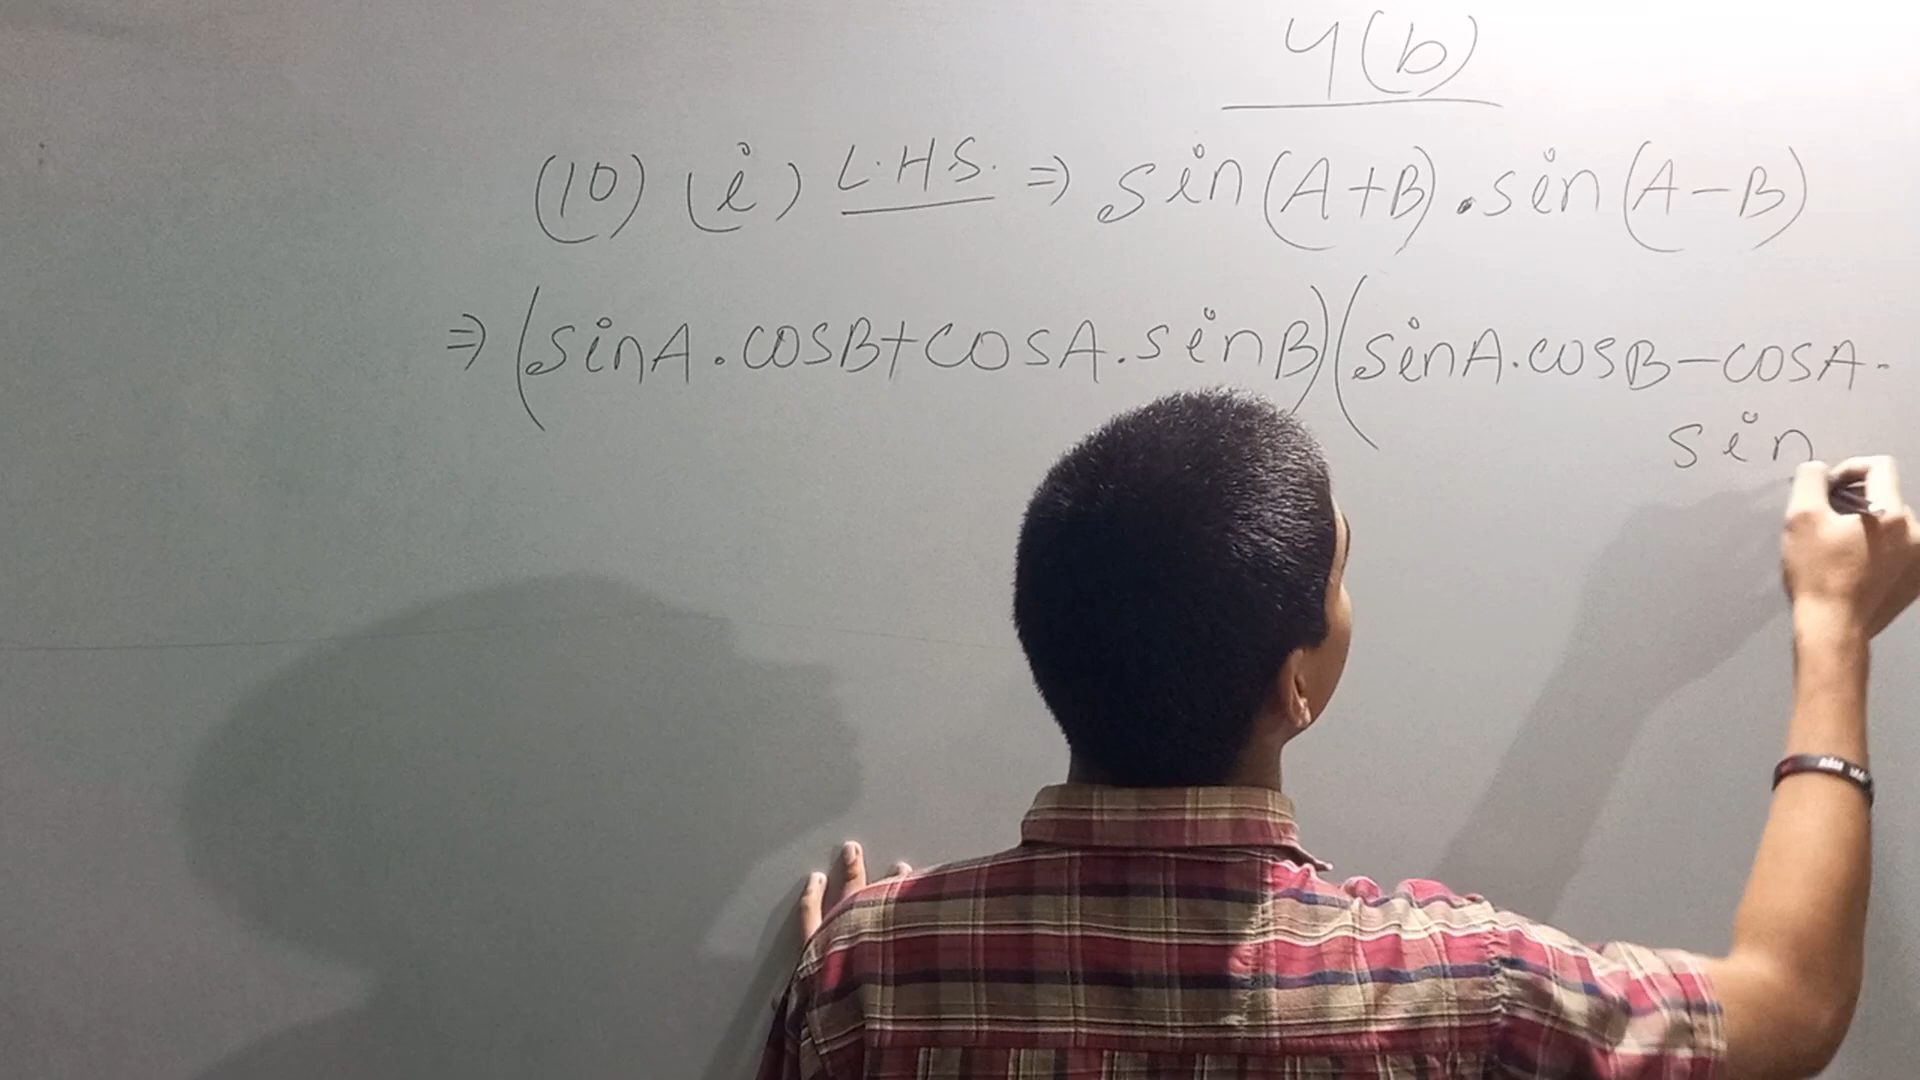 4(b)
(10) (i) L.H.S. ⇒ sin(A+B).sin(A-B)
⇒ (sinA.cosB+cosA.sinB)(sinA.cosB-cosA.
sin